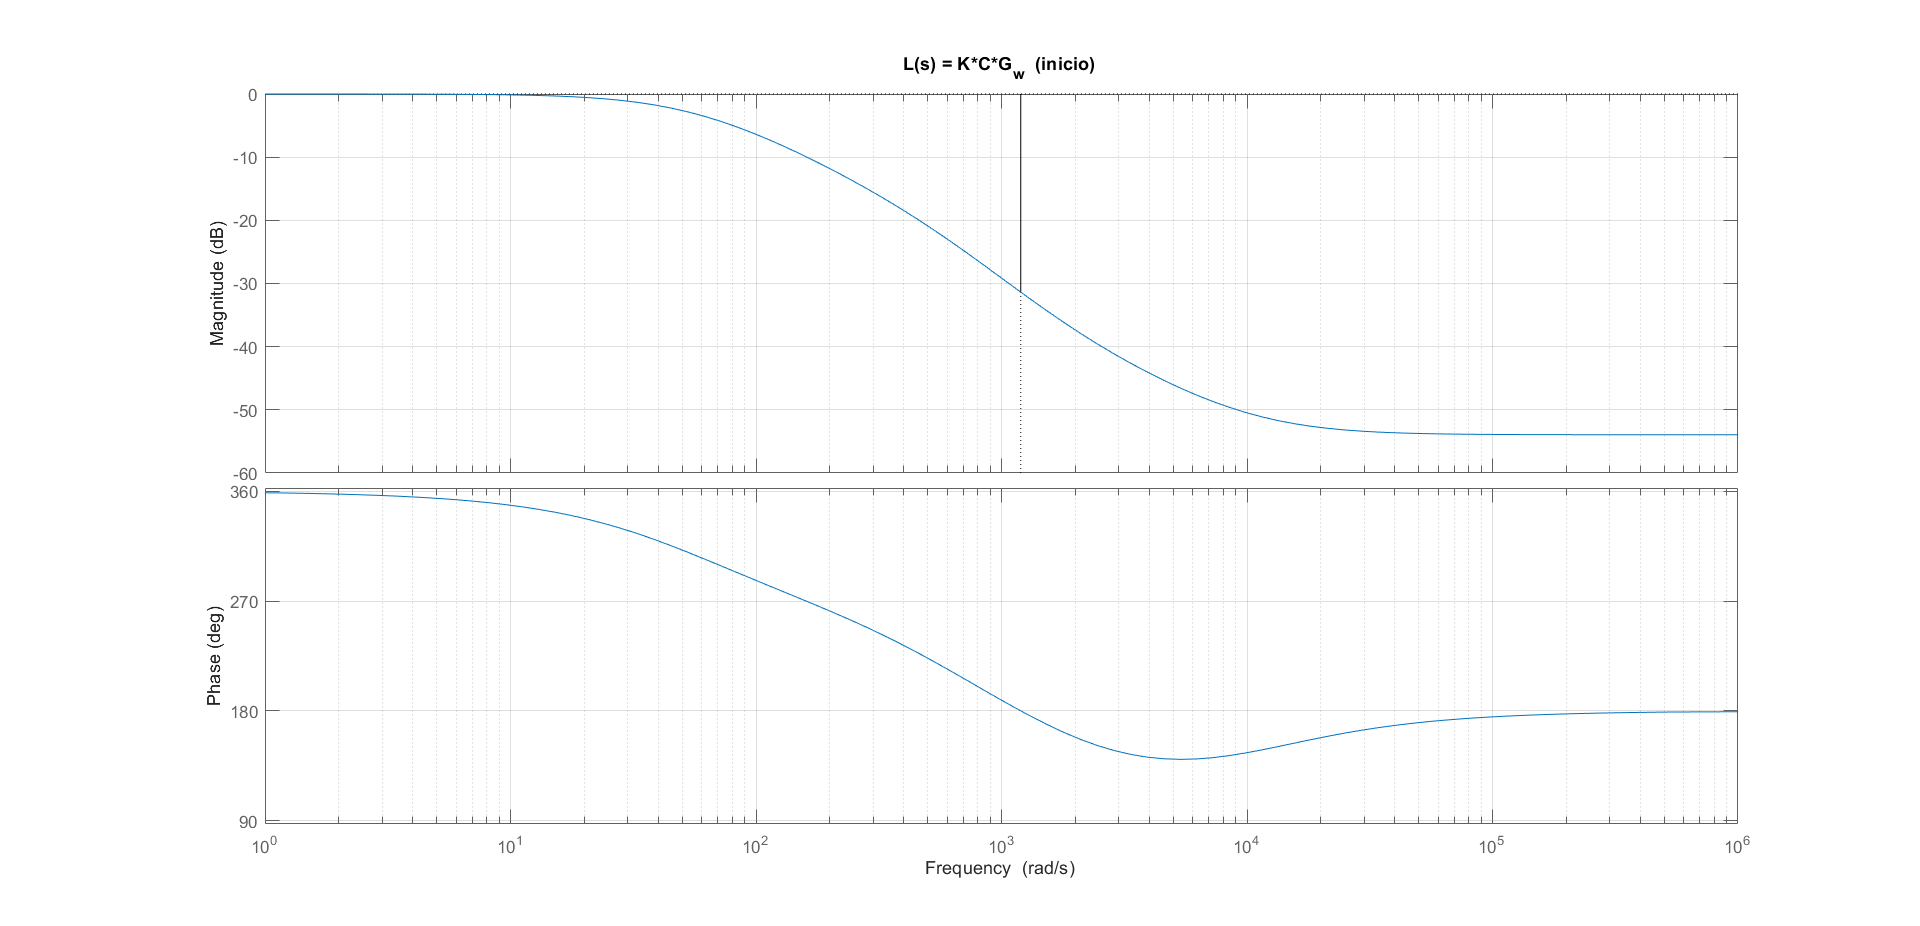 L(s) = K*C*G_w (inicio)
Magnitude (dB)
0
-10
-20
-30
-40
-50
-60
Phase (deg)
360
270
180
90
10^0 10^1 10^2 10^3 10^4 10^5 10^6
Frequency (rad/s)